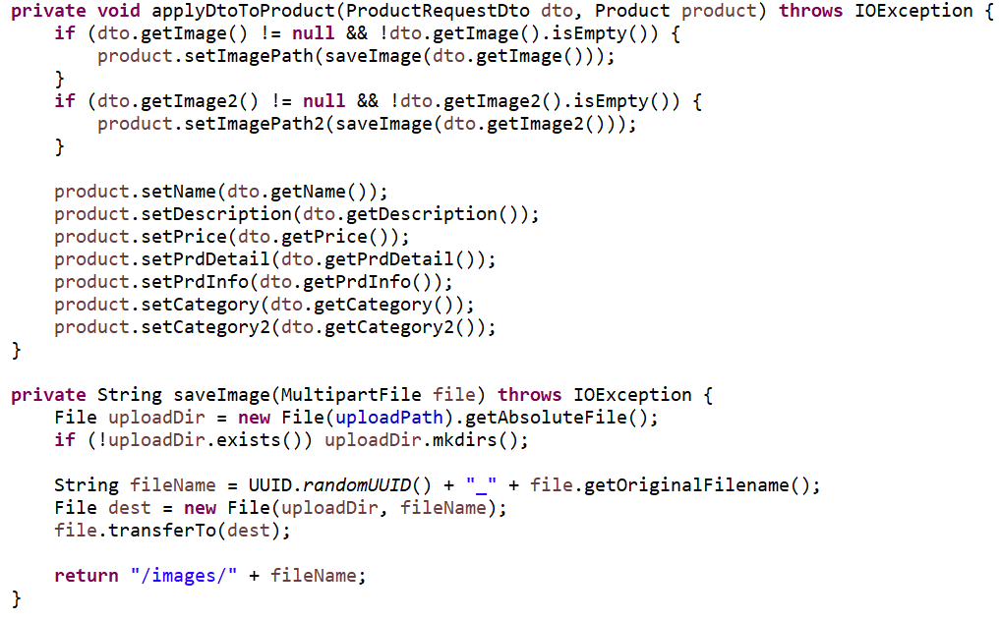 private void applyDtoToProduct(ProductRequestDto dto, Product product) throws IOException {
    if (dto.getImage() != null && !dto.getImage().isEmpty()) {
        product.setImagePath(saveImage(dto.getImage()));
    }
    if (dto.getImage2() != null && !dto.getImage2().isEmpty()) {
        product.setImagePath2(saveImage(dto.getImage2()));
    }

    product.setName(dto.getName());
    product.setDescription(dto.getDescription());
    product.setPrice(dto.getPrice());
    product.setPrdDetail(dto.getPrdDetail());
    product.setPrdInfo(dto.getPrdInfo());
    product.setCategory(dto.getCategory());
    product.setCategory2(dto.getCategory2());
}

private String saveImage(MultipartFile file) throws IOException {
    File uploadDir = new File(uploadPath).getAbsoluteFile();
    if (!uploadDir.exists()) uploadDir.mkdirs();

    String fileName = UUID.randomUUID() + "_" + file.getOriginalFilename();
    File dest = new File(uploadDir, fileName);
    file.transferTo(dest);

    return "/images/" + fileName;
}